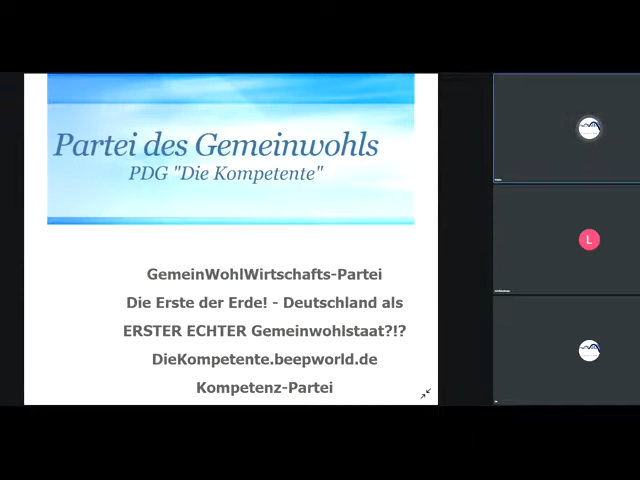 Partei des Gemeinwohls
PDG "Die Kompetente"
GemeinWohlWirtschafts-Partei
Die Erste der Erde! - Deutschland als
ERSTER ECHTER Gemeinwohlstaat?!?
DieKompetente.beepworld.de
Kompetenz-Partei
L